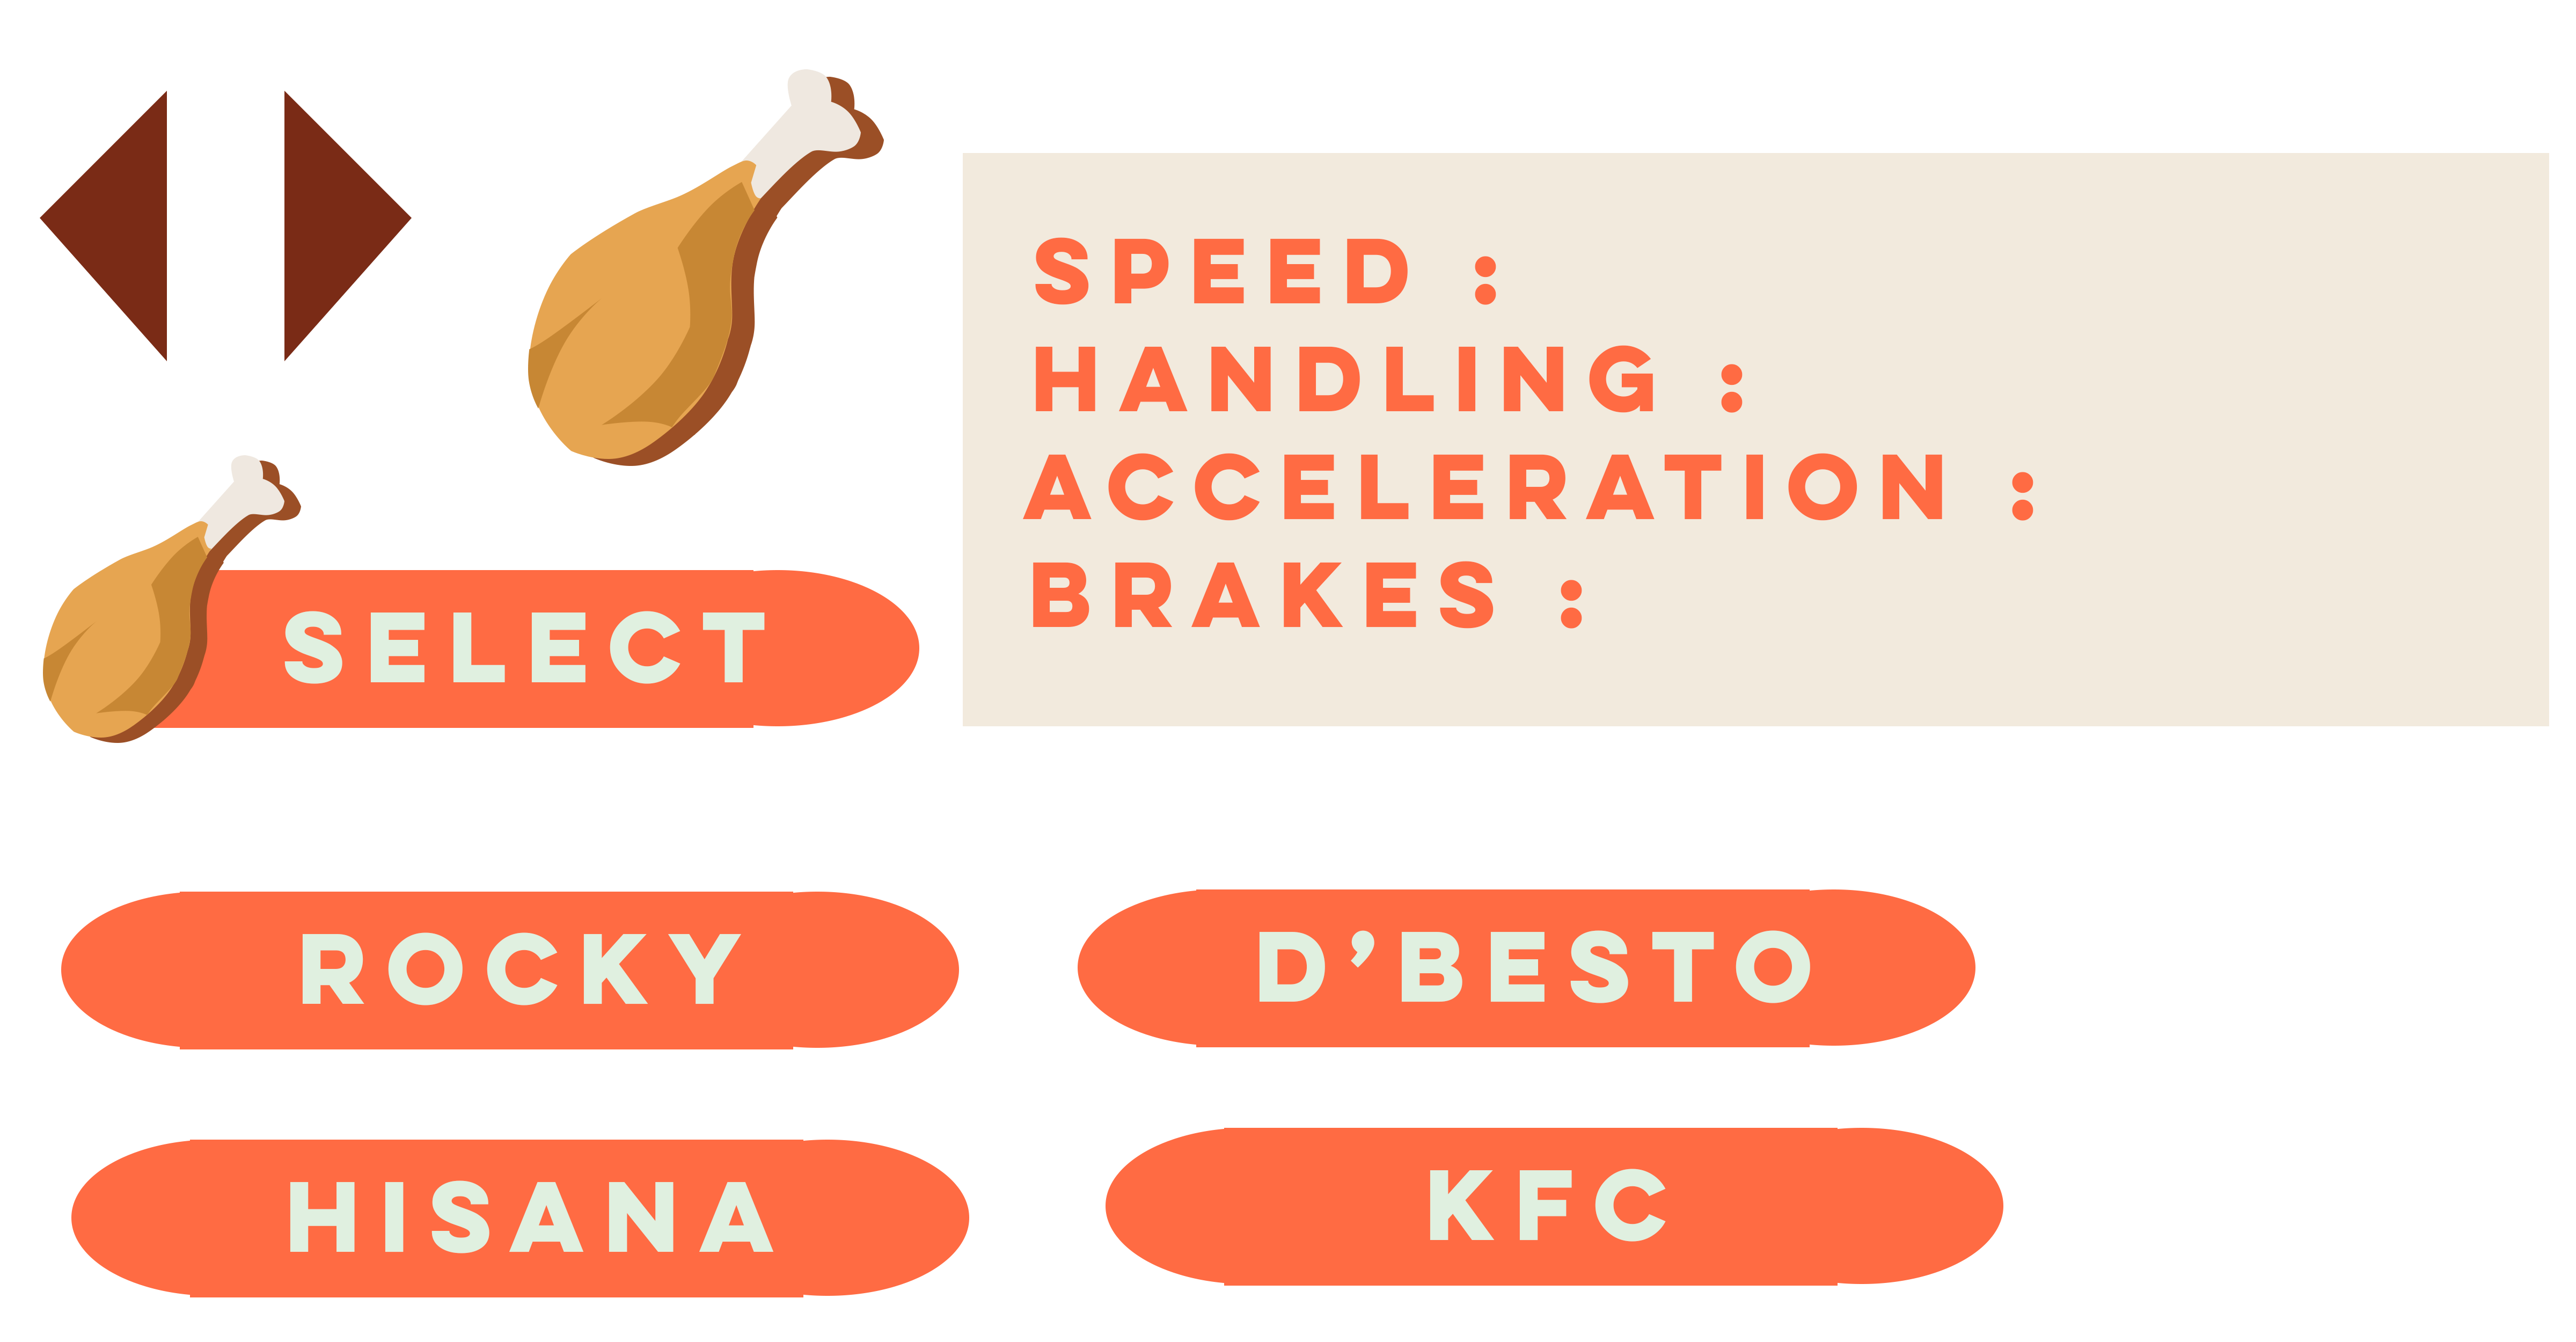 SPEED :
HANDLING :
ACCELERATION :
BRAKES :
SELECT
ROCKY
D’BESTO
HISANA
KFC